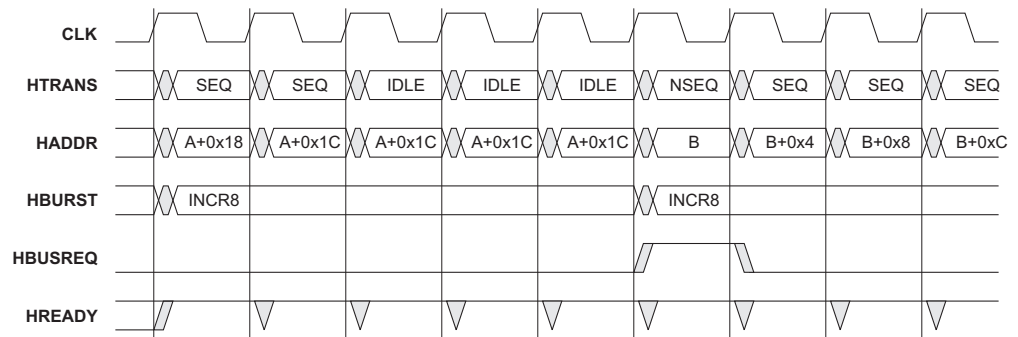 CLK
HTRANS SEQ SEQ IDLE IDLE IDLE NSEQ SEQ SEQ SEQ
HADDR A+0x18 A+0x1C A+0x1C A+0x1C A+0x1C B B+0x4 B+0x8 B+0xC
HBURST INCR8 INCR8
HBUSREQ
HREADY